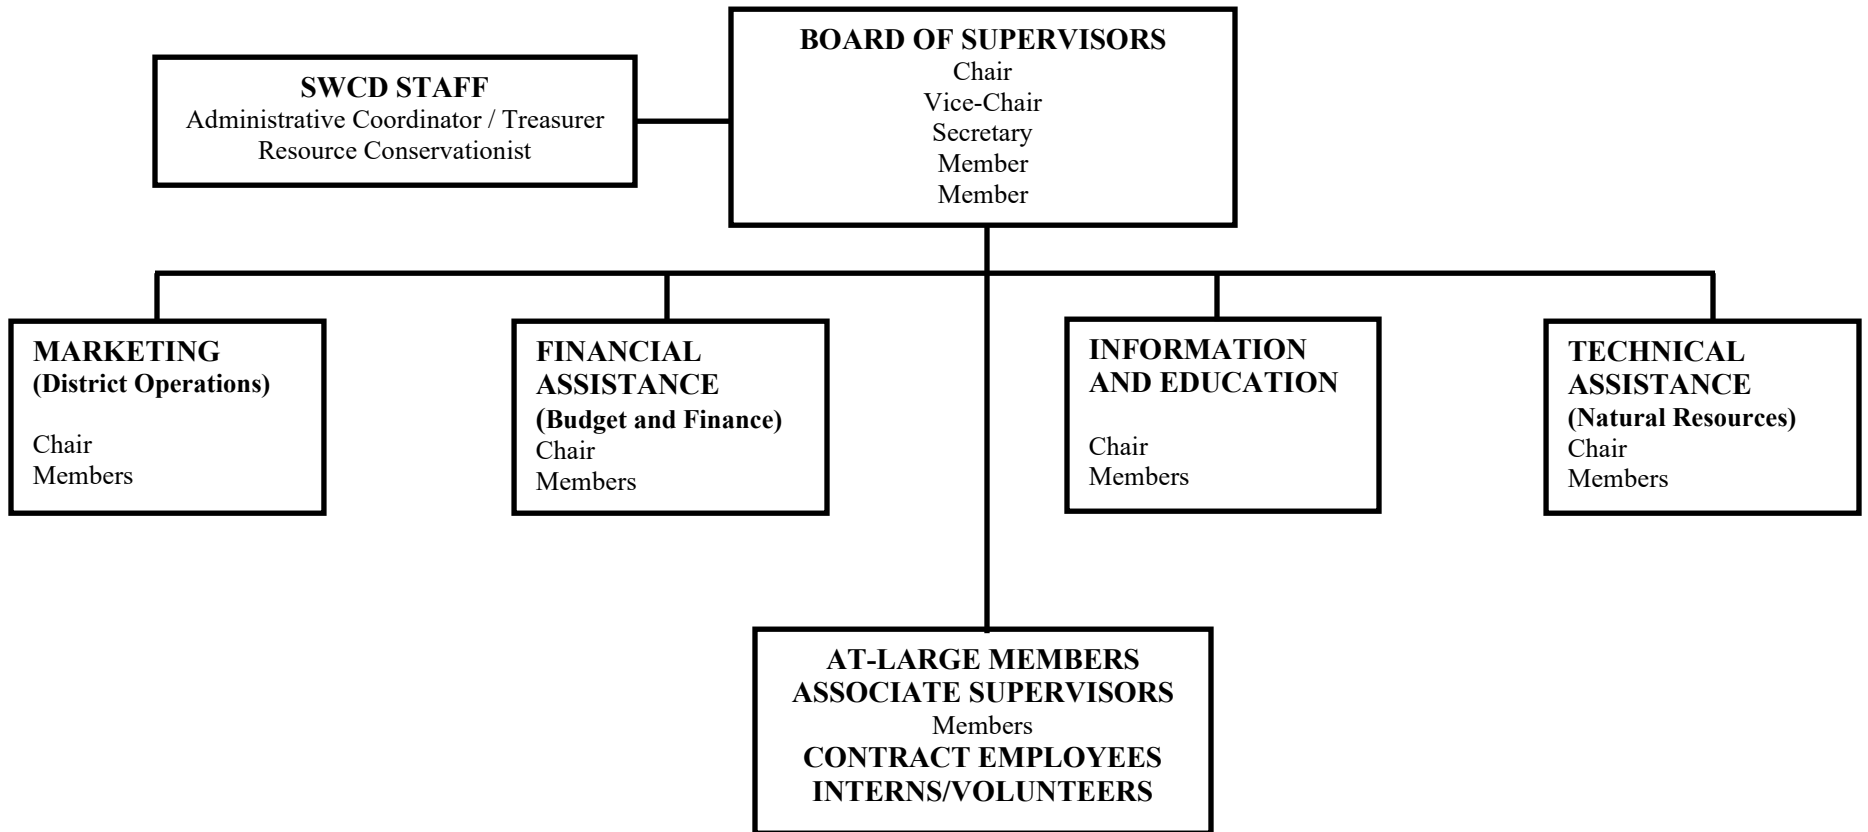 BOARD OF SUPERVISORS
Chair
Vice-Chair
Secretary
Member
Member
SWCD STAFF
Administrative Coordinator / Treasurer
Resource Conservationist
MARKETING
(District Operations)
Chair
Members
FINANCIAL
ASSISTANCE
(Budget and Finance)
Chair
Members
INFORMATION
AND EDUCATION
Chair
Members
TECHNICAL
ASSISTANCE
(Natural Resources)
Chair
Members
AT-LARGE MEMBERS
ASSOCIATE SUPERVISORS
Members
CONTRACT EMPLOYEES
INTERNS/VOLUNTEERS